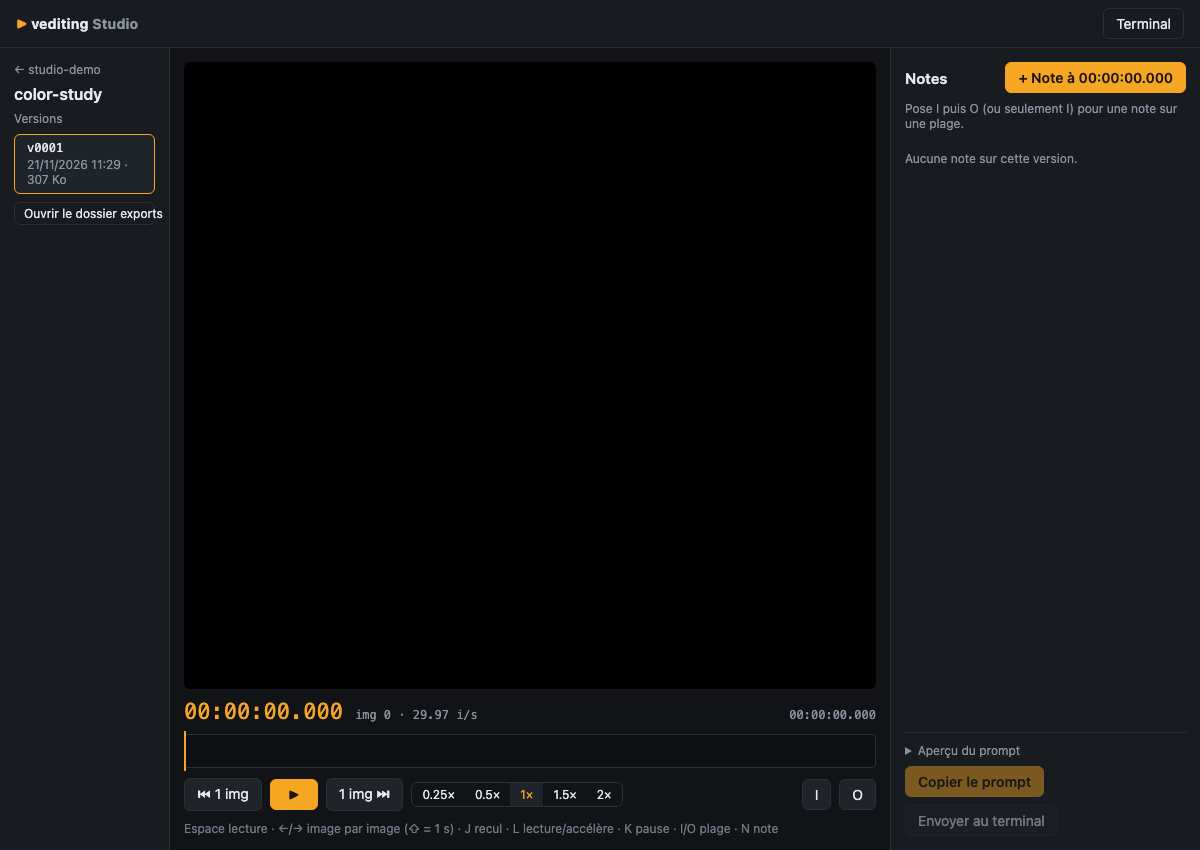 vediting Studio
Terminal
← studio-demo
color-study
Versions
v0001
21/11/2026 11:29 ·
307 Ko
Ouvrir le dossier exports
00:00:00.000 img 0 · 29.97 i/s 00:00:00.000
⏮ 1 img ▶ 1 img ⏭ 0.25× 0.5× 1× 1.5× 2× I O
Espace lecture · ←/→ image par image (⇧ = 1 s) · J recul · L lecture/accélère · K pause · I/O plage · N note
Notes
+ Note à 00:00:00.000
Pose I puis O (ou seulement I) pour une note sur
une plage.
Aucune note sur cette version.
▶ Aperçu du prompt
Copier le prompt
Envoyer au terminal